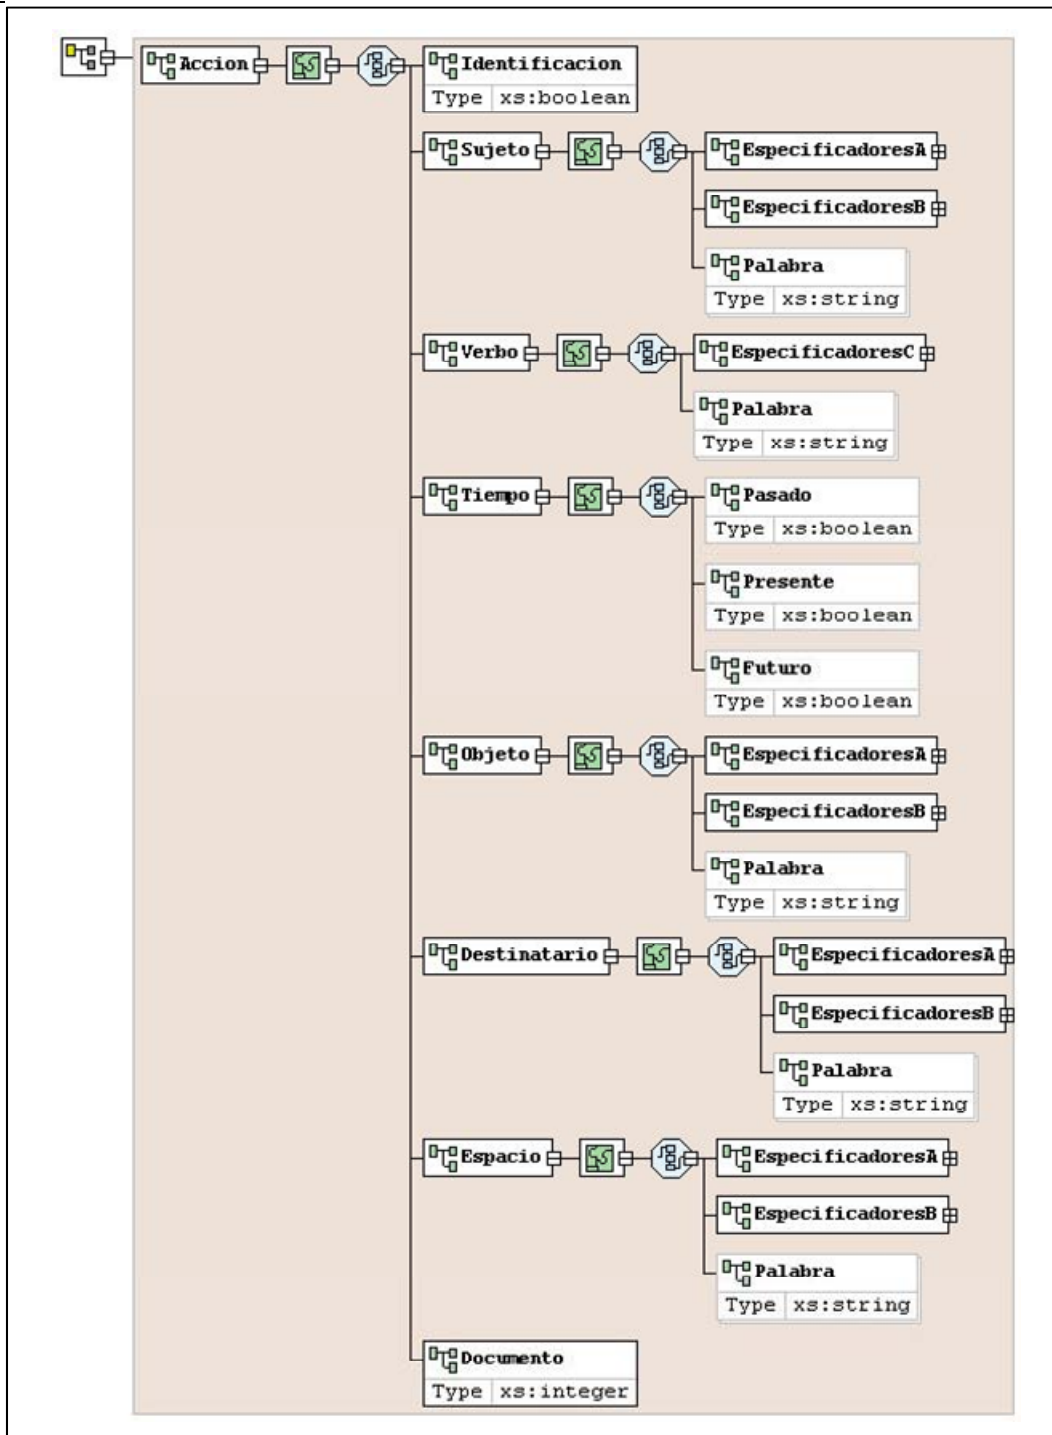 Accion
Identificacion
Type xs:boolean
Sujeto
EspecificadoresA
EspecificadoresB
Palabra
Type xs:string
Verbo
EspecificadoresC
Palabra
Type xs:string
Tiempo
Pasado
Type xs:boolean
Presente
Type xs:boolean
Futuro
Type xs:boolean
Objeto
EspecificadoresA
EspecificadoresB
Palabra
Type xs:string
Destinatario
EspecificadoresA
EspecificadoresB
Palabra
Type xs:string
Espacio
EspecificadoresA
EspecificadoresB
Palabra
Type xs:string
Documento
Type xs:integer